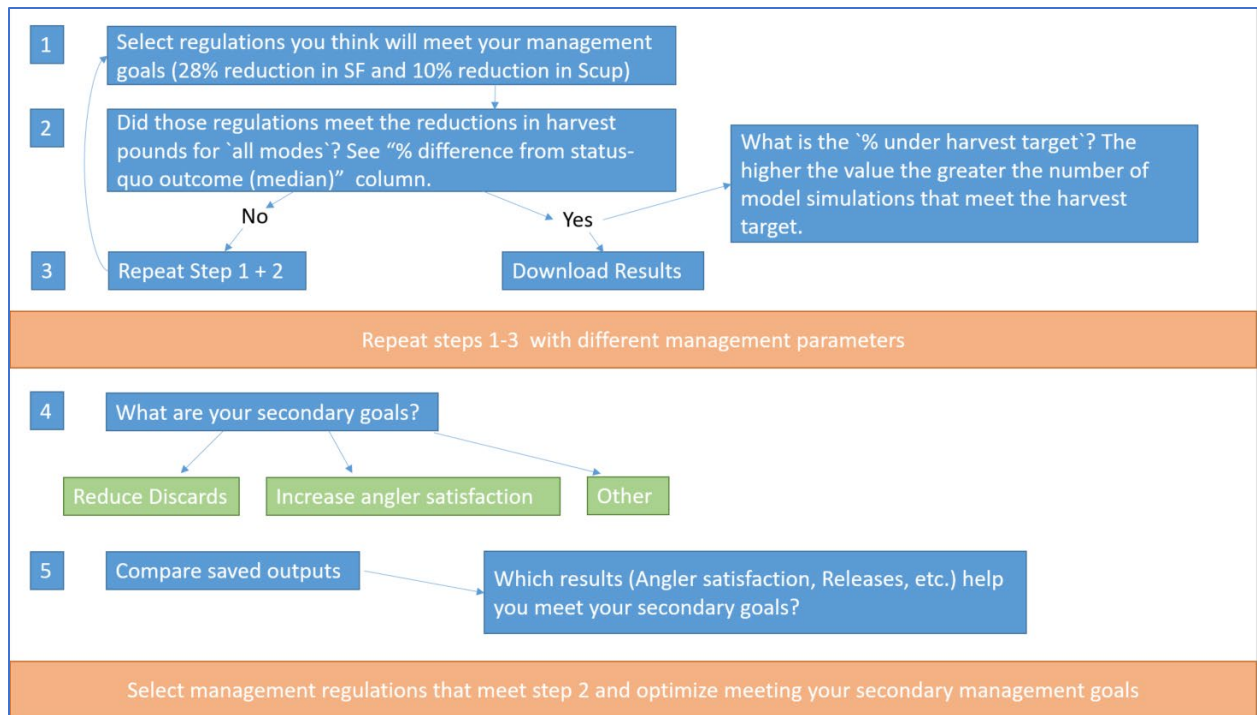 1
Select regulations you think will meet your management
goals (28% reduction in SF and 10% reduction in Scup)
2
Did those regulations meet the reductions in harvest
pounds for `all modes`? See “% difference from status-
quo outcome (median)” column.
What is the `% under harvest target`? The
higher the value the greater the number of
model simulations that meet the harvest
target.
No
Yes
3
Repeat Step 1 + 2
Download Results
Repeat steps 1-3 with different management parameters
4
What are your secondary goals?
Reduce Discards
Increase angler satisfaction
Other
5
Compare saved outputs
Which results (Angler satisfaction, Releases, etc.) help
you meet your secondary goals?
Select management regulations that meet step 2 and optimize meeting your secondary management goals